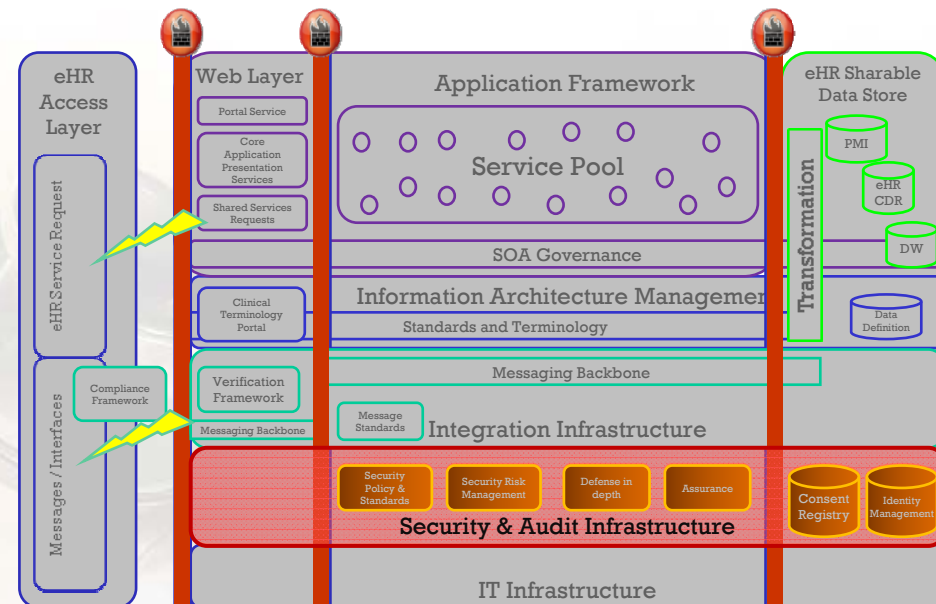 eHR
Access
Layer
eHR Service Request
Messages / Interfaces
Compliance
Framework
Web Layer
Portal Service
Core
Application
Presentation
Services
Shared Services
Requests
Clinical
Terminology
Portal
Verification
Framework
Messaging Backbone
Application Framework
Service Pool
SOA Governance
Information Architecture Managemen
Standards and Terminology
Messaging Backbone
Message
Standards
Integration Infrastructure
Security
Policy &
Standards
Security Risk
Management
Defense in
depth
Assurance
Security & Audit Infrastructure
IT Infrastructure
eHR Sharable
Data Store
Transformation
PMI
eHR
CDR
DW
Data
Definition
Consent
Registry
Identity
Management